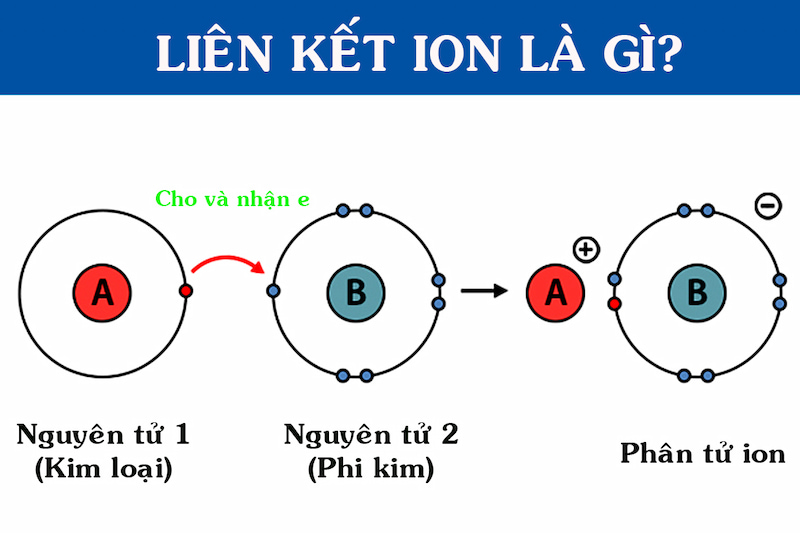 LIÊN KẾT ION LÀ GÌ?
Cho và nhận e
A
B
+
A
−
B
Nguyên tử 1
(Kim loại)
Nguyên tử 2
(Phi kim)
Phân tử ion